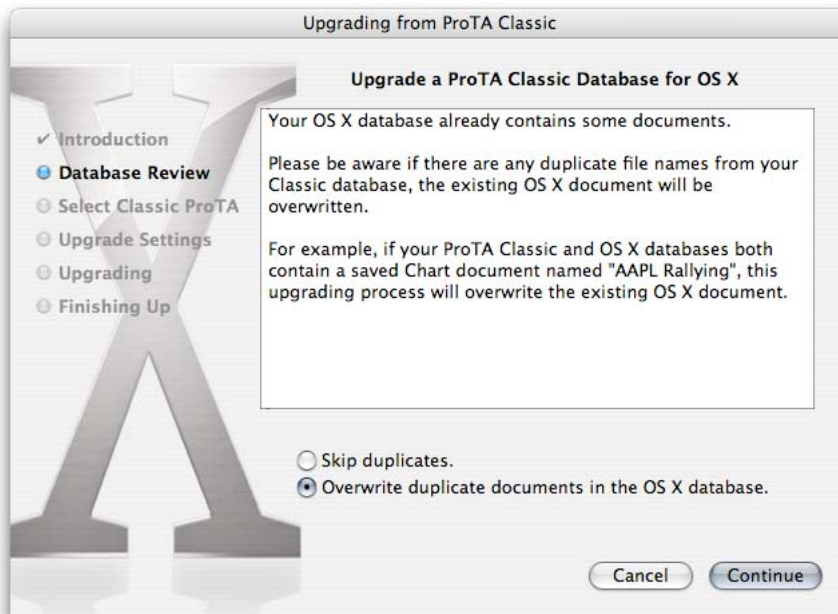 Upgrading from ProTA Classic
Upgrade a ProTA Classic Database for OS X
✓ Introduction
Database Review
Select Classic ProTA
Upgrade Settings
Upgrading
Finishing Up
Your OS X database already contains some documents.
Please be aware if there are any duplicate file names from your
Classic database, the existing OS X document will be
overwritten.
For example, if your ProTA Classic and OS X databases both
contain a saved Chart document named "AAPL Rallying", this
upgrading process will overwrite the existing OS X document.
Skip duplicates.
Overwrite duplicate documents in the OS X database.
Cancel
Continue